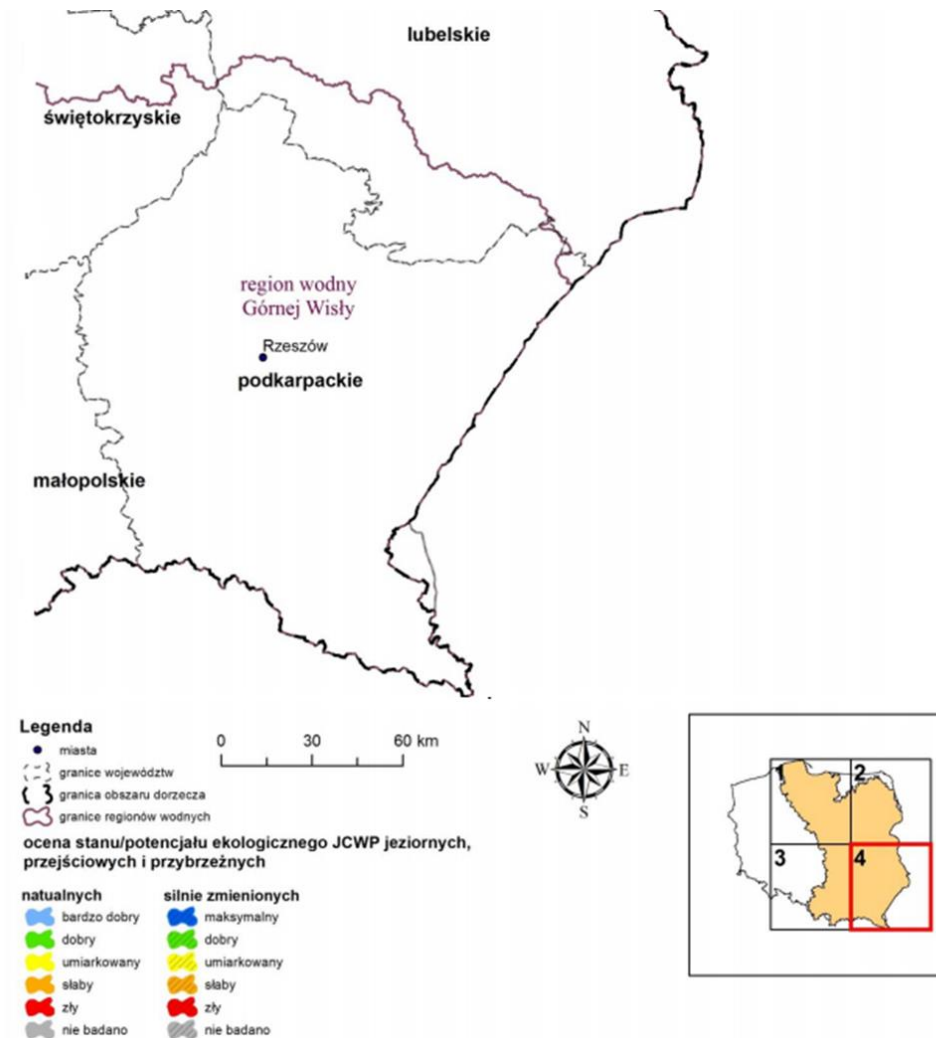 lubelskie
świętokrzyskie
region wodny
Górnej Wisły
Rzeszów
podkarpackie
małopolskie
Legenda
miasta
granice województw
granica obszaru dorzecza
granice regionów wodnych
0 30 60 km
N
W E
S
ocena stanu/potencjału ekologicznego JCWP jeziornych,
przejściowych i przybrzeżnych
natualnych silnie zmienionych
bardzo dobry maksymalny
dobry dobry
umiarkowany umiarkowany
słaby słaby
zły zły
nie badano nie badano
1 2
3 4